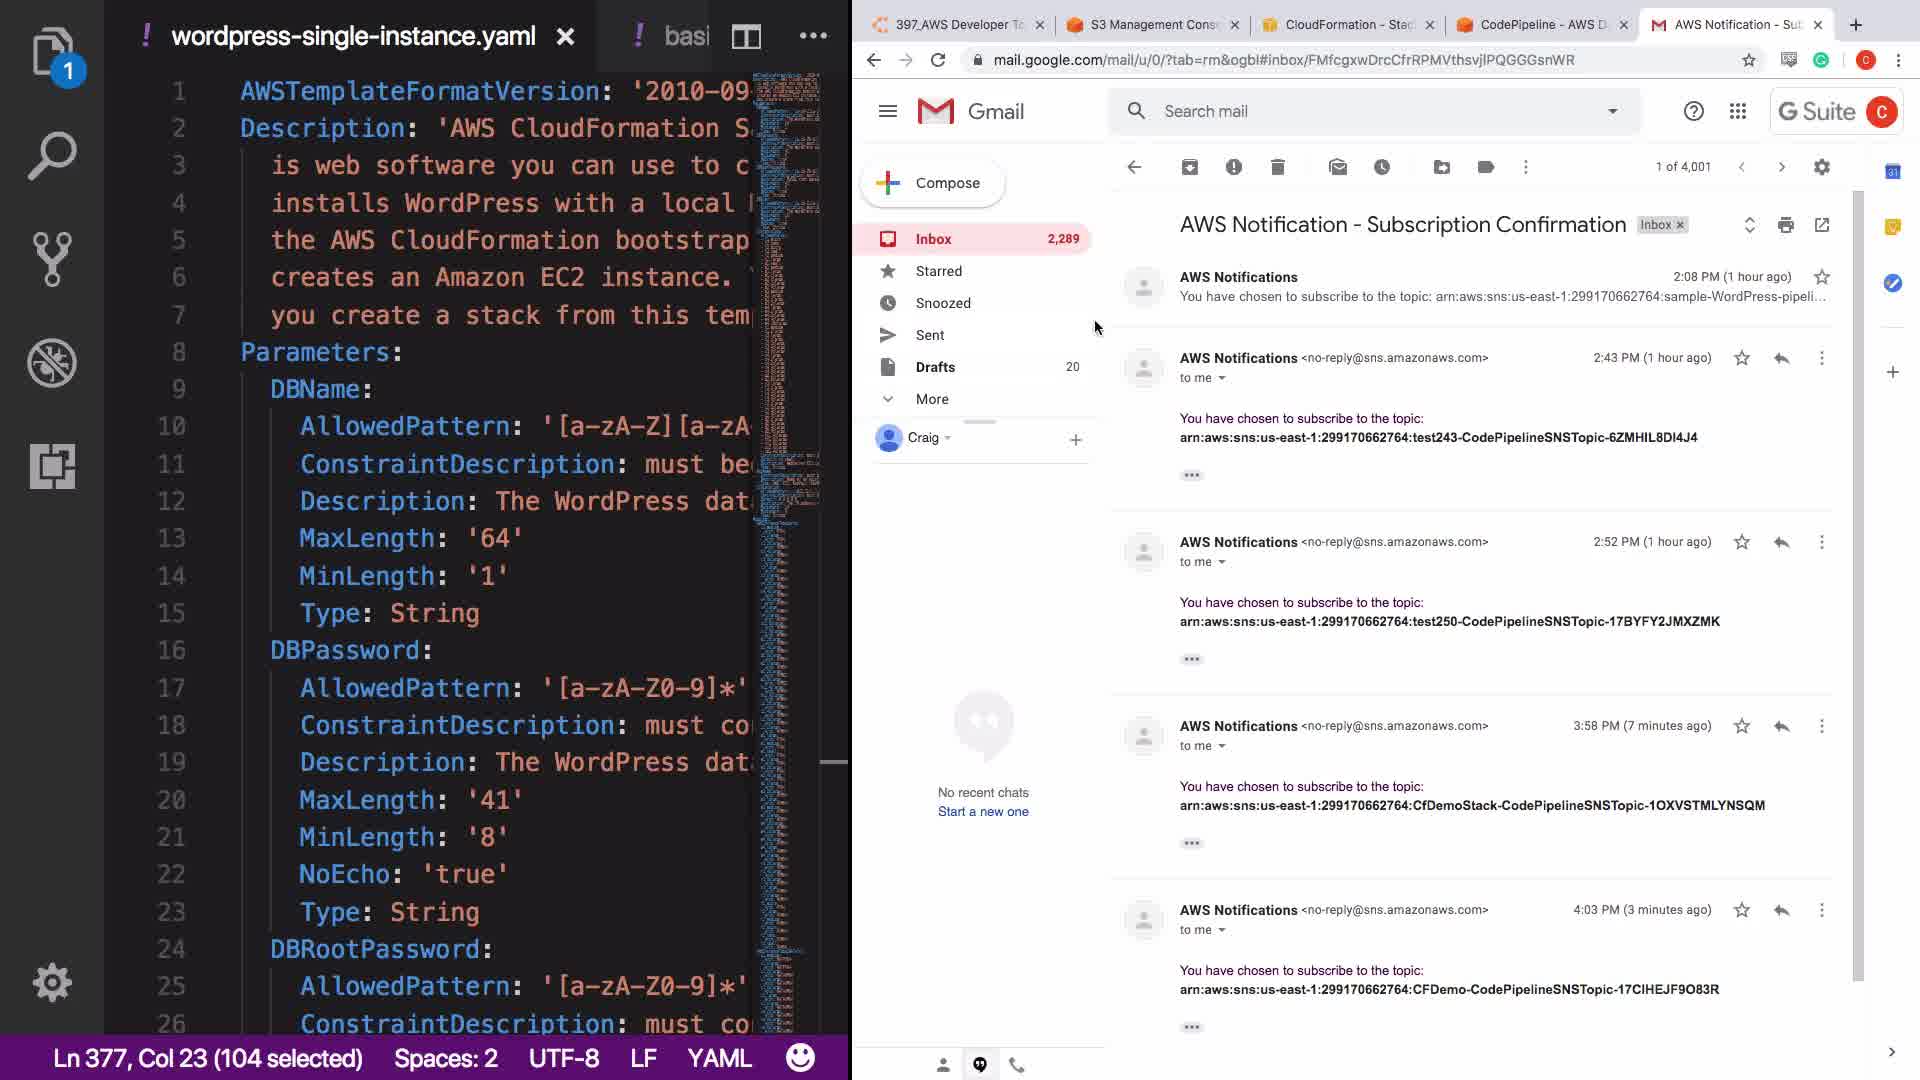 wordpress-single-instance.yaml
basi
1
1 AWSTemplateFormatVersion: '2010-09
2 Description: 'AWS CloudFormation S
3 is web software you can use to c
4 installs WordPress with a local
5 the AWS CloudFormation bootstrap
6 creates an Amazon EC2 instance.
7 you create a stack from this tem
8 Parameters:
9 DBName:
10 AllowedPattern: '[a-zA-Z][a-zA
11 ConstraintDescription: must be
12 Description: The WordPress dat
13 MaxLength: '64'
14 MinLength: '1'
15 Type: String
16 DBPassword:
17 AllowedPattern: '[a-zA-Z0-9]*'
18 ConstraintDescription: must co
19 Description: The WordPress dat
20 MaxLength: '41'
21 MinLength: '8'
22 NoEcho: 'true'
23 Type: String
24 DBRootPassword:
25 AllowedPattern: '[a-zA-Z0-9]*'
26 ConstraintDescription: must co
Ln 377, Col 23 (104 selected) Spaces: 2 UTF-8 LF YAML
397_AWS Developer To
S3 Management Conso
CloudFormation - Stac
CodePipeline - AWS D
AWS Notification - Sub
mail.google.com/mail/u/0/?tab=rm&ogbl#inbox/FMfcgxwDrcCfrRPMVthsvjlPQGGGsnWR
Gmail
Search mail
G Suite
C
Compose
1 of 4,001
Inbox 2,289
Starred
Snoozed
Sent
Drafts 20
More
Craig
No recent chats
Start a new one
AWS Notification - Subscription Confirmation
Inbox
AWS Notifications 2:08 PM (1 hour ago)
You have chosen to subscribe to the topic: arn:aws:sns:us-east-1:299170662764:sample-WordPress-pipeli...
AWS Notifications <no-reply@sns.amazonaws.com> 2:43 PM (1 hour ago)
to me
You have chosen to subscribe to the topic:
arn:aws:sns:us-east-1:299170662764:test243-CodePipelineSNSTopic-6ZMHIL8DI4J4
AWS Notifications <no-reply@sns.amazonaws.com> 2:52 PM (1 hour ago)
to me
You have chosen to subscribe to the topic:
arn:aws:sns:us-east-1:299170662764:test250-CodePipelineSNSTopic-17BYFY2JMXZMK
AWS Notifications <no-reply@sns.amazonaws.com> 3:58 PM (7 minutes ago)
to me
You have chosen to subscribe to the topic:
arn:aws:sns:us-east-1:299170662764:CfDemoStack-CodePipelineSNSTopic-1OXVSTMLYNSQM
AWS Notifications <no-reply@sns.amazonaws.com> 4:03 PM (3 minutes ago)
to me
You have chosen to subscribe to the topic:
arn:aws:sns:us-east-1:299170662764:CFDemo-CodePipelineSNSTopic-17CIHEJF9O83R